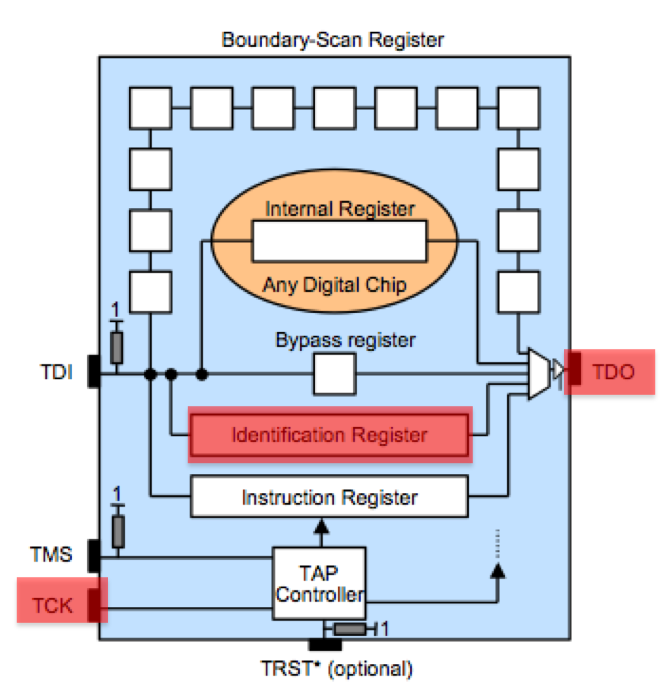 Boundary-Scan Register
Internal Register
Any Digital Chip
1
Bypass register
TDI
TDO
Identification Register
1
Instruction Register
TMS
TAP
Controller
TCK
1
TRST* (optional)